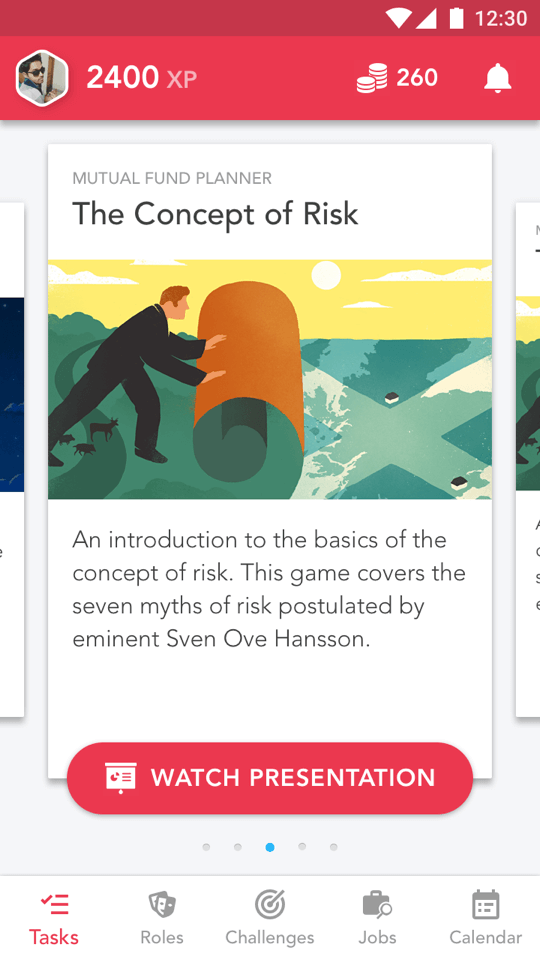 12:30
2400 XP
260
MUTUAL FUND PLANNER
The Concept of Risk
An introduction to the basics of the
concept of risk. This game covers the
seven myths of risk postulated by
eminent Sven Ove Hansson.
WATCH PRESENTATION
Tasks
Roles
Challenges
Jobs
Calendar